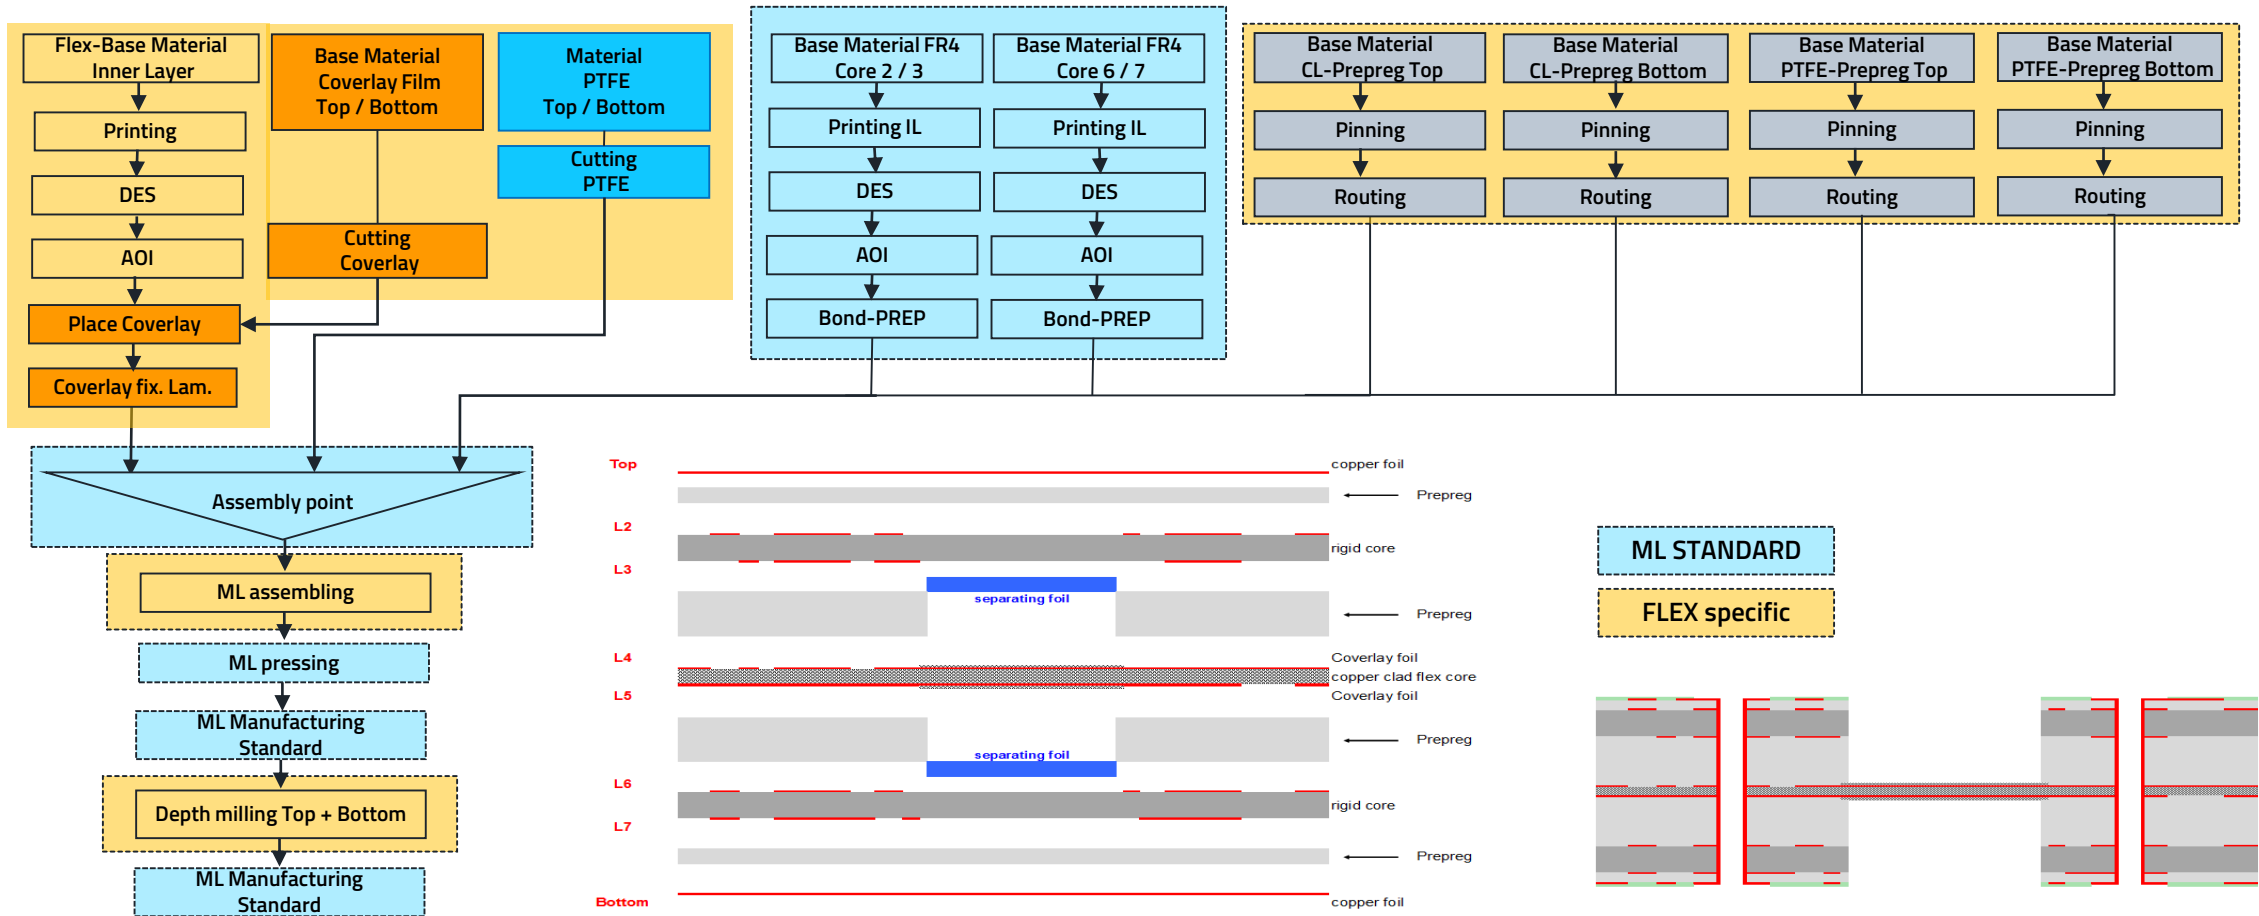 Flex-Base Material
Inner Layer
Printing
DES
AOI
Place Coverlay
Coverlay fix. Lam.
Base Material
Coverlay Film
Top / Bottom
Cutting
Coverlay
Material
PTFE
Top / Bottom
Cutting
PTFE
Base Material FR4
Core 2 / 3
Printing IL
DES
AOI
Bond-PREP
Base Material FR4
Core 6 / 7
Printing IL
DES
AOI
Bond-PREP
Base Material
CL-Prepreg Top
Pinning
Routing
Base Material
CL-Prepreg Bottom
Pinning
Routing
Base Material
PTFE-Prepreg Top
Pinning
Routing
Base Material
PTFE-Prepreg Bottom
Pinning
Routing
Assembly point
ML assembling
ML pressing
ML Manufacturing
Standard
Depth milling Top + Bottom
ML Manufacturing
Standard
Top
copper foil
Prepreg
L2
rigid core
L3
separating foil
Prepreg
L4
Coverlay foil
copper clad flex core
L5
Coverlay foil
Prepreg
separating foil
L6
rigid core
L7
Prepreg
Bottom
copper foil
ML STANDARD
FLEX specific